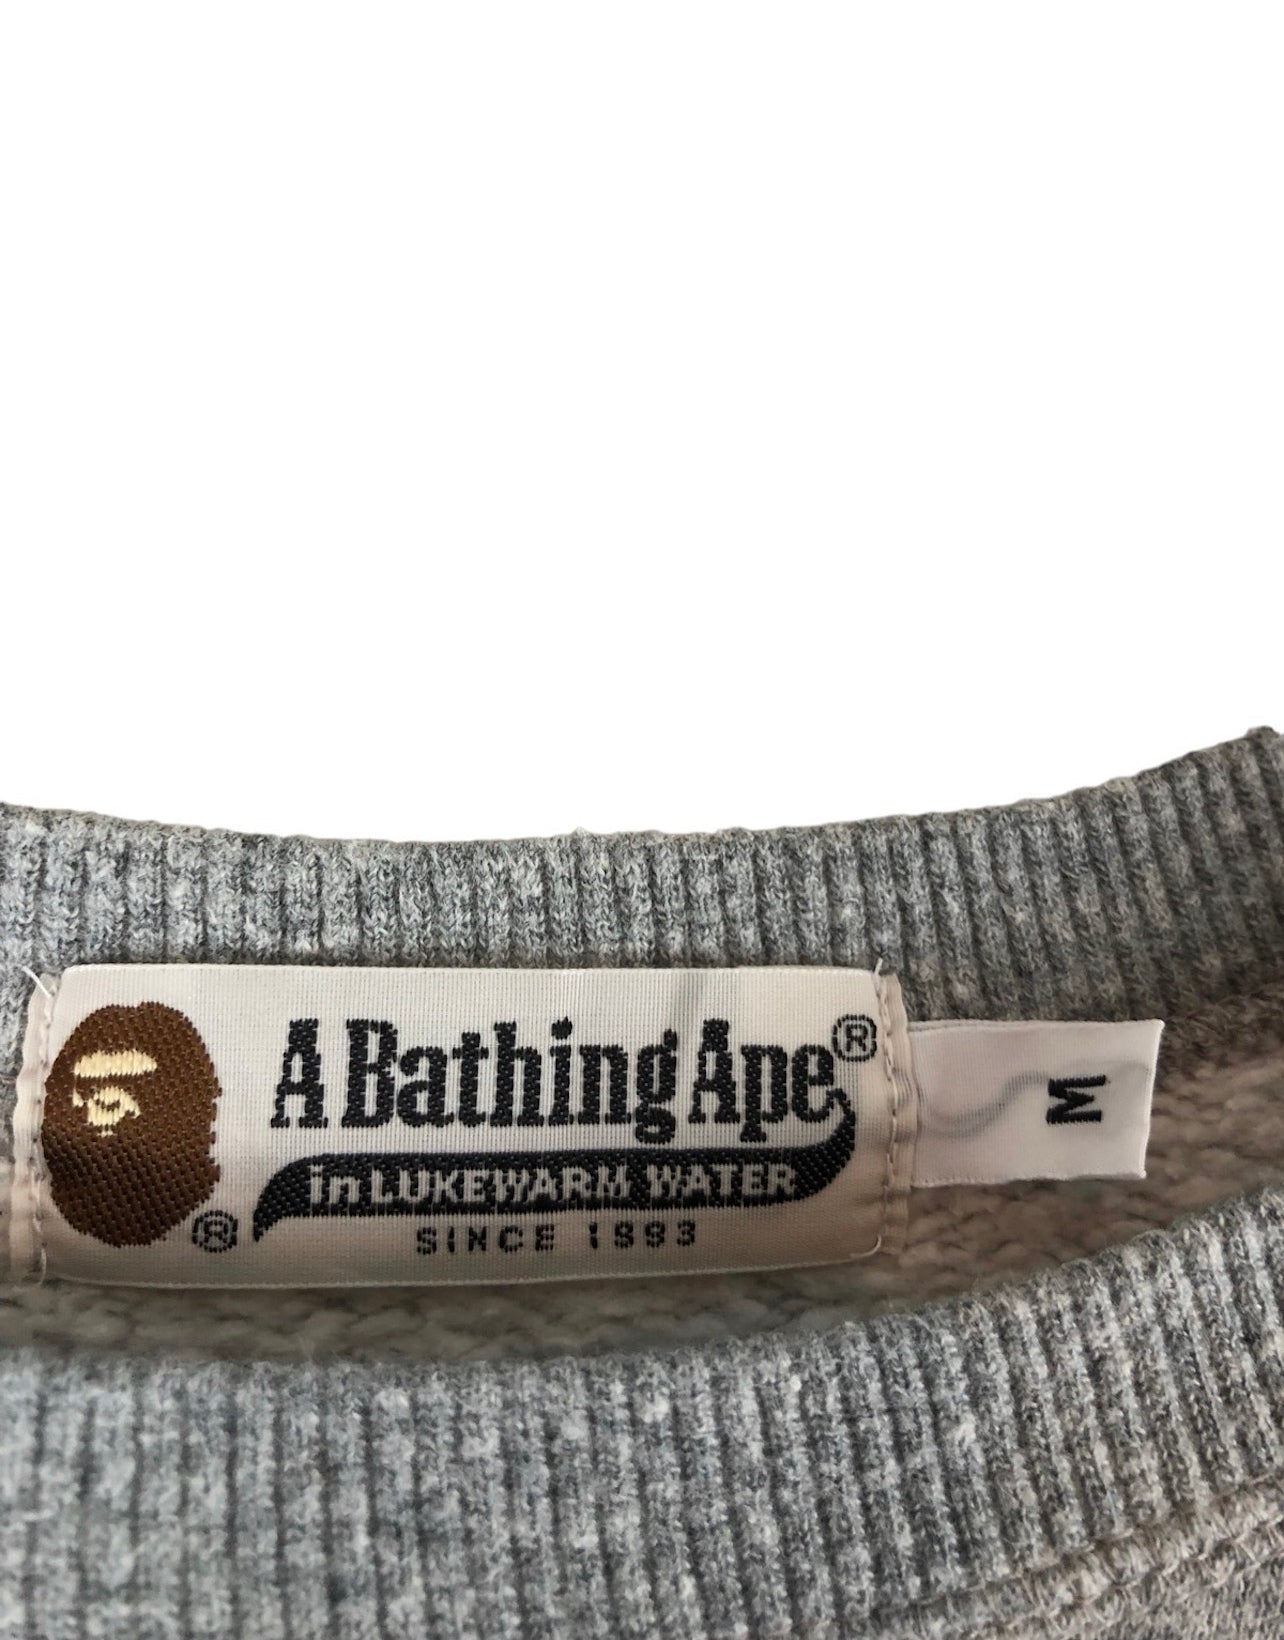 A Bathing Ape®
in LUKEWARM WATER
SINCE 1993
®
M